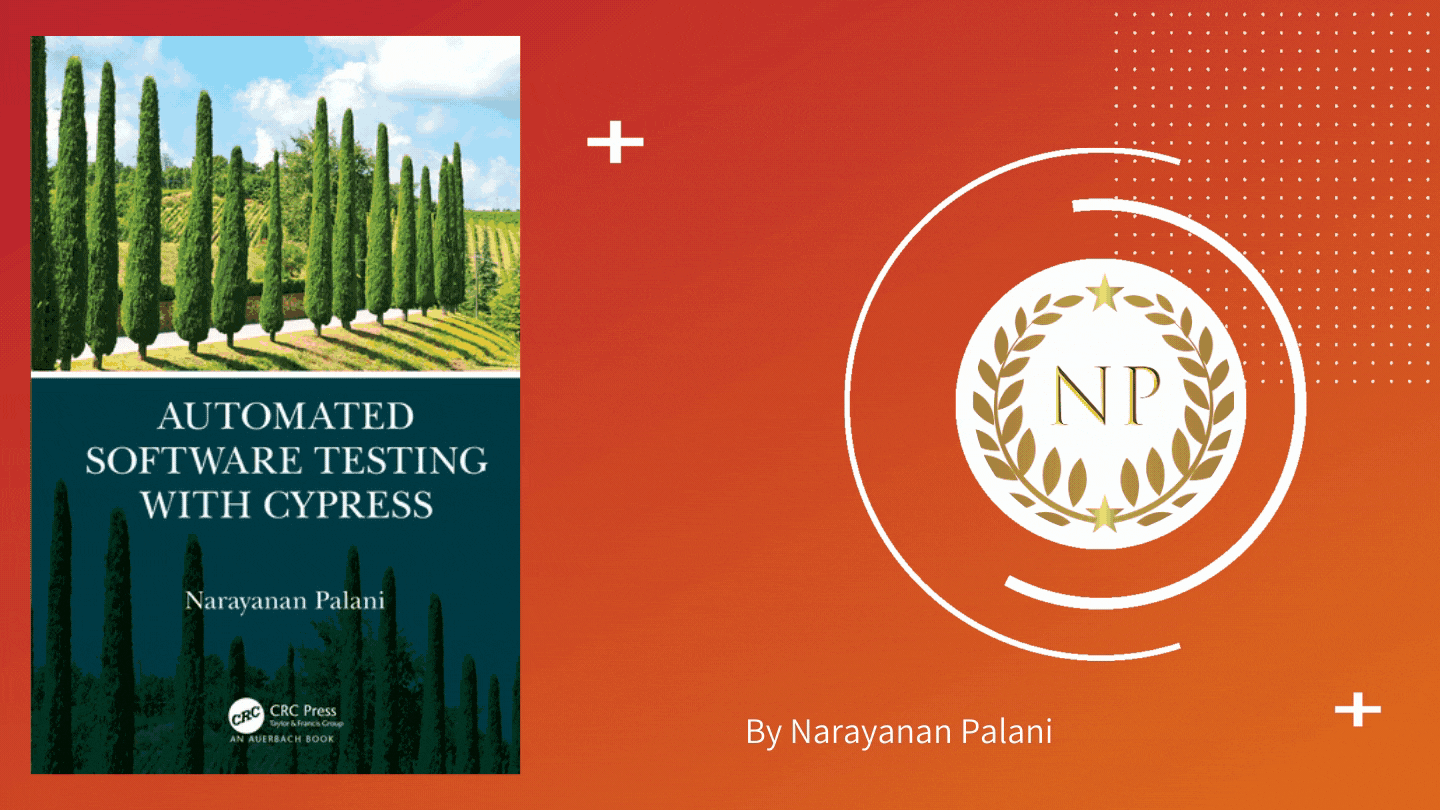 AUTOMATED
SOFTWARE TESTING
WITH CYPRESS
Narayanan Palani
CRC
CRC Press
Taylor & Francis Group
AN AUERBACH BOOK
NP
By Narayanan Palani